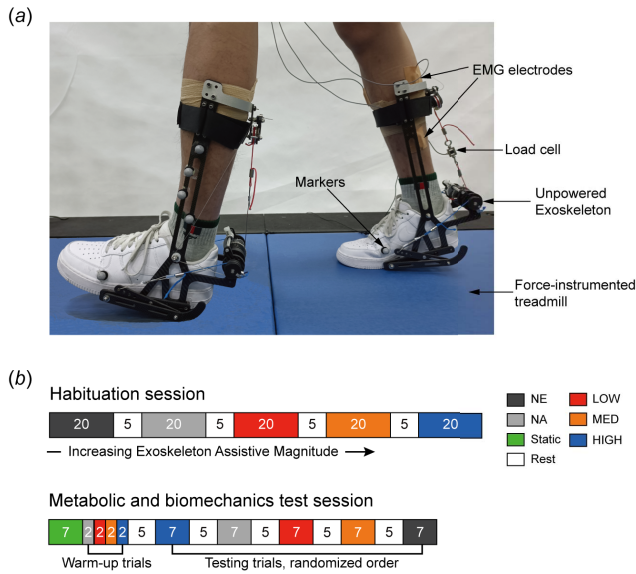 (a)
EMG electrodes
Load cell
Markers
Unpowered
Exoskeleton
Force-instrumented
treadmill
(b)
Habituation session
20 5 20 5 20 5 20 5 20
Increasing Exoskeleton Assistive Magnitude
NE LOW
NA MED
Static HIGH
Rest
Metabolic and biomechanics test session
7 2 2 2 2 5 7 5 7 5 7 5 7 5 7
Warm-up trials Testing trials, randomized order